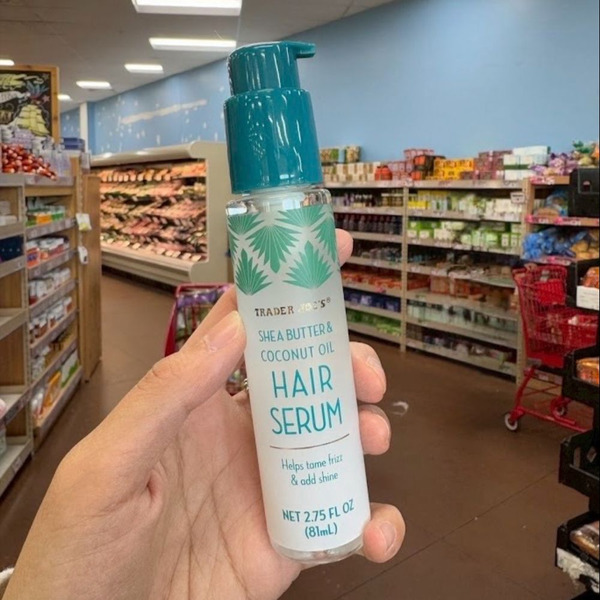 TRADER JOE'S®
SHEA BUTTER &
COCONUT OIL
HAIR
SERUM
Helps tame frizz
& add shine
NET 2.75 FL OZ
(81mL)